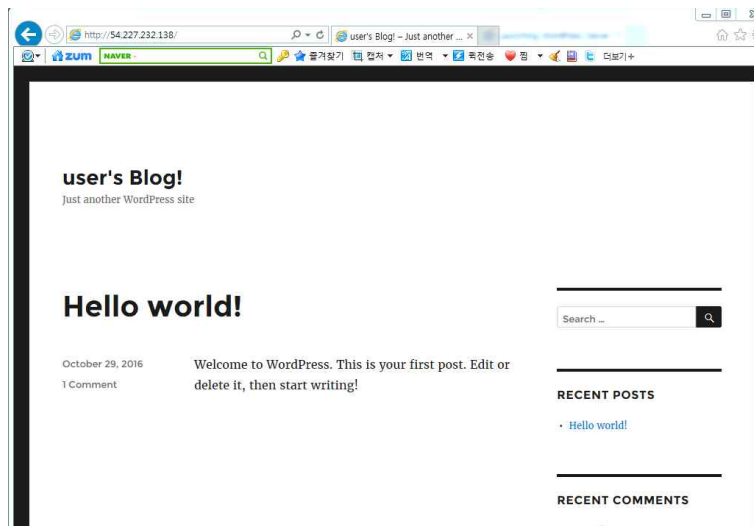 http://54.227.232.138/
user's Blog! – Just another ...
zum NAVER 즐겨찾기 캡처 번역 퀵전송 찜 더보기+
user's Blog!
Just another WordPress site
Hello world!
October 29, 2016
1 Comment
Welcome to WordPress. This is your first post. Edit or
delete it, then start writing!
Search ...
RECENT POSTS
Hello world!
RECENT COMMENTS